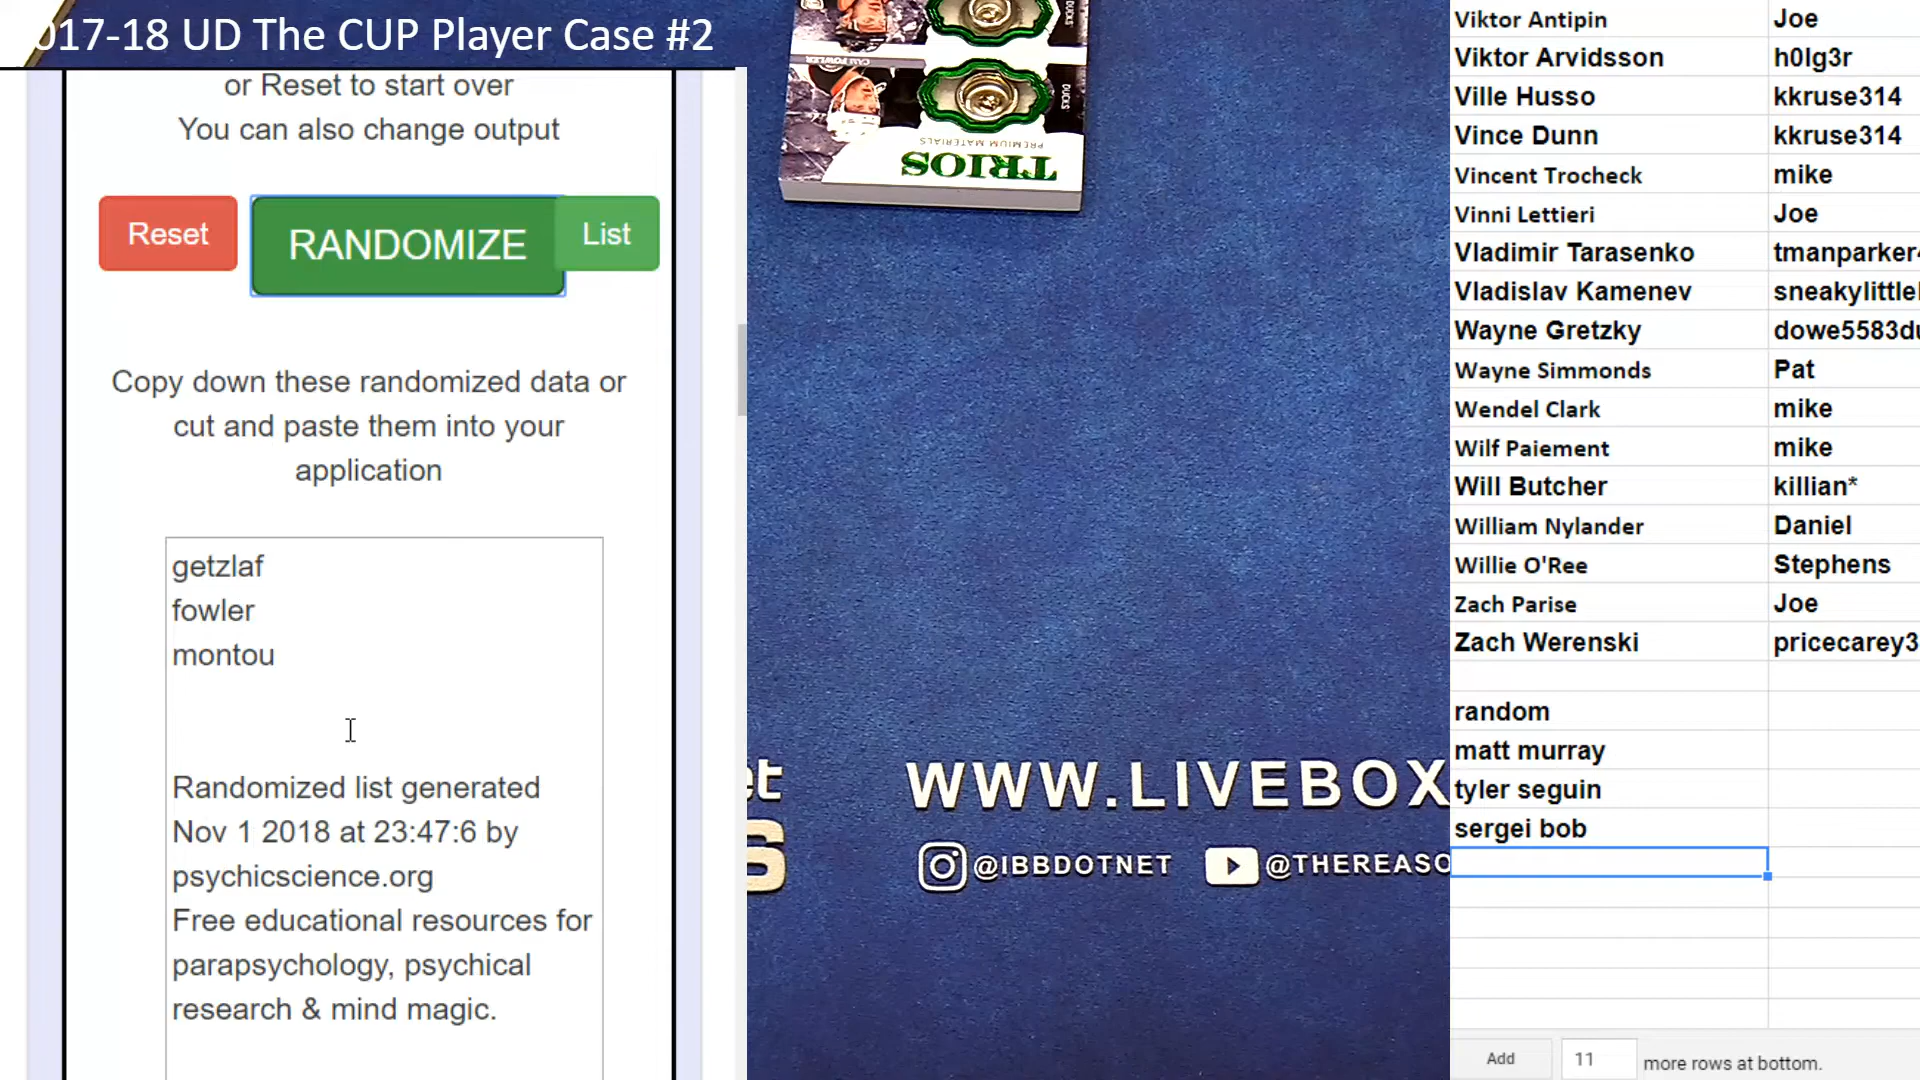 017-18 UD The CUP Player Case #2
or Reset to start over
You can also change output
Reset
RANDOMIZE
List
Copy down these randomized data or
cut and paste them into your
application
getzlaf
fowler
montou
Randomized list generated
Nov 1 2018 at 23:47:6 by
psychicscience.org
Free educational resources for
parapsychology, psychical
research & mind magic.
DUCKS
CAM FOWLER
DUCKS
PREMIUM MATERIALS
TRIOS
et
S
WWW.LIVEBOX
@IBBDOTNET
@THEREASO
Viktor Antipin Joe
Viktor Arvidsson h0lg3r
Ville Husso kkruse314
Vince Dunn kkruse314
Vincent Trocheck mike
Vinni Lettieri Joe
Vladimir Tarasenko tmanparker
Vladislav Kamenev sneakylittle
Wayne Gretzky dowe5583du
Wayne Simmonds Pat
Wendel Clark mike
Wilf Paiement mike
Will Butcher killian*
William Nylander Daniel
Willie O'Ree Stephens
Zach Parise Joe
Zach Werenski pricecarey3
random
matt murray
tyler seguin
sergei bob
Add 11 more rows at bottom.